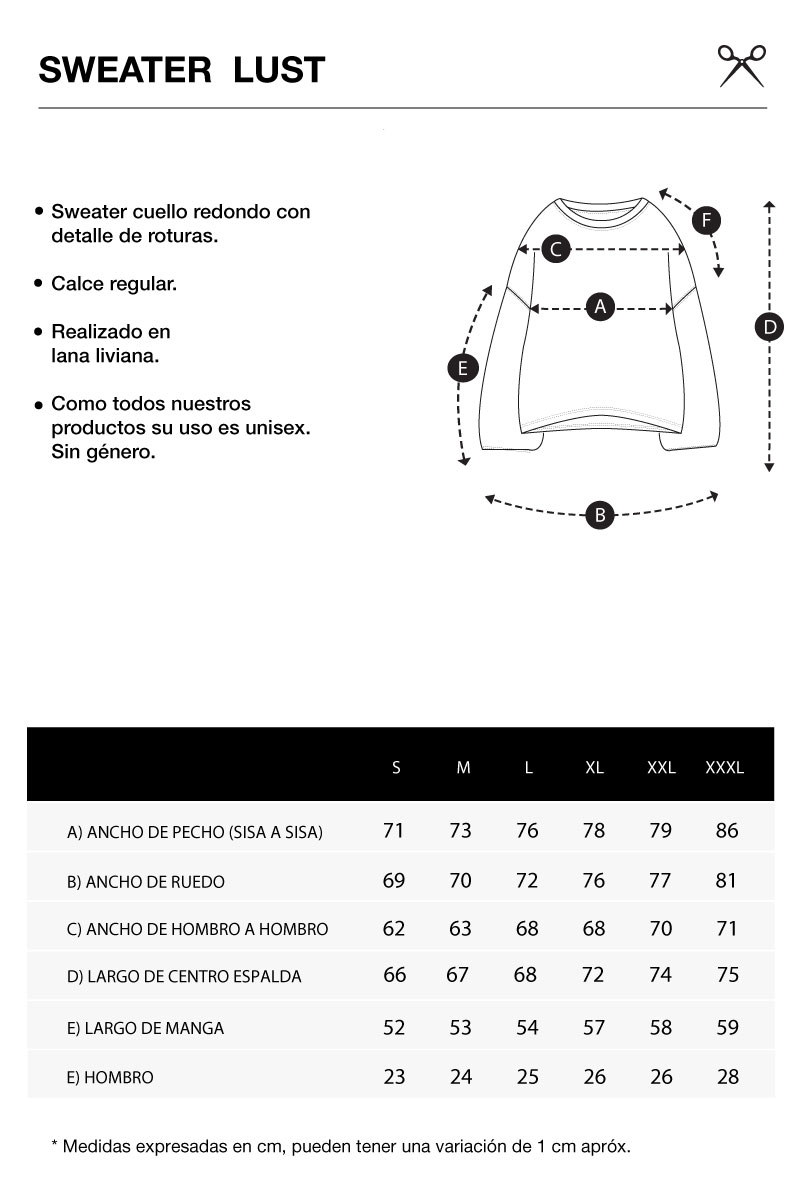 SWEATER LUST
• Sweater cuello redondo con
detalle de roturas.
• Calce regular.
• Realizado en
lana liviana.
• Como todos nuestros
productos su uso es unisex.
Sin género.
F
C
A
D
E
B
S M L XL XXL XXXL
A) ANCHO DE PECHO (SISA A SISA) 71 73 76 78 79 86
B) ANCHO DE RUEDO 69 70 72 76 77 81
C) ANCHO DE HOMBRO A HOMBRO 62 63 68 68 70 71
D) LARGO DE CENTRO ESPALDA 66 67 68 72 74 75
E) LARGO DE MANGA 52 53 54 57 58 59
E) HOMBRO 23 24 25 26 26 28
* Medidas expresadas en cm, pueden tener una variación de 1 cm apróx.